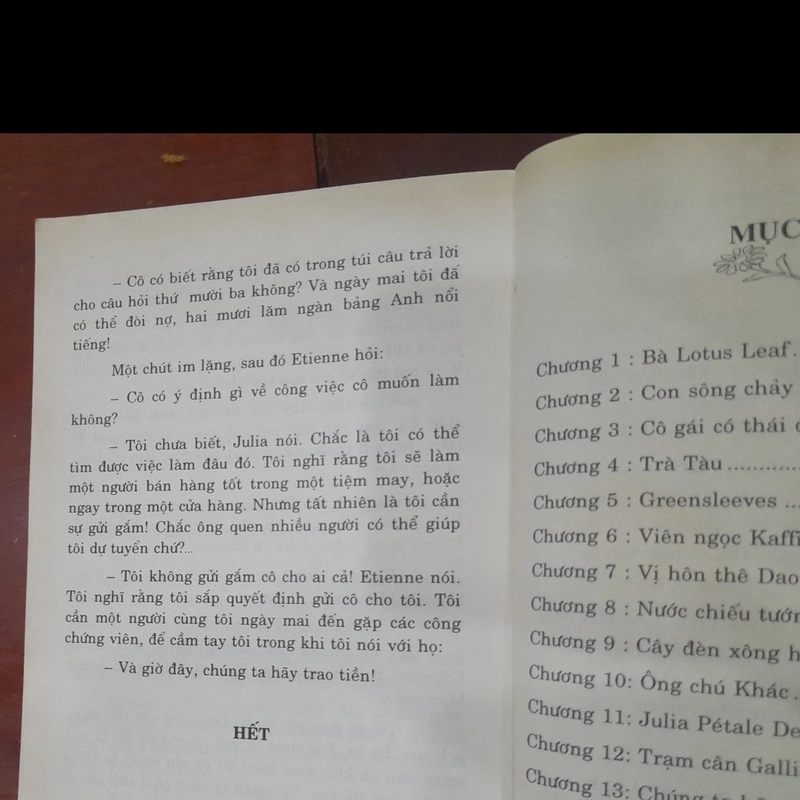 – Cô có biết rằng tôi đã có trong túi câu trả lời
cho câu hỏi thứ mười ba không? Và ngày mai tôi đã
có thể đòi nợ, hai mươi lăm ngàn bảng Anh nổi
tiếng!
Một chút im lặng, sau đó Etienne hỏi:
– Cô có ý định gì về công việc cô muốn làm
không?
– Tôi chưa biết, Julia nói. Chắc là tôi có thể
tìm được việc làm đâu đó. Tôi nghĩ rằng tôi sẽ làm
một người bán hàng tốt trong một tiệm may, hoặc
ngay trong một cửa hàng. Nhưng tất nhiên là tôi cần
sự gửi gắm! Chắc ông quen nhiều người có thể giúp
tôi dự tuyển chứ?...
– Tôi không gửi gắm cô cho ai cả! Etienne nói.
Tôi nghĩ rằng tôi sắp quyết định gửi cô cho tôi. Tôi
cần một người cùng tôi ngày mai đến gặp các công
chứng viên, để cầm tay tôi trong khi tôi nói với họ:
– Và giờ đây, chúng ta hãy trao tiền!
HẾT
MỤC
Chương 1 : Bà Lotus Leaf.
Chương 2 : Con sông chảy
Chương 3 : Cô gái có thái
Chương 4 : Trà Tàu ............
Chương 5 : Greensleeves ...
Chương 6 : Viên ngọc Kaffi
Chương 7 : Vị hôn thê Dao
Chương 8 : Nước chiếu tướn
Chương 9 : Cây đèn xông h
Chương 10: Ông chú Khác .
Chương 11: Julia Pétale De
Chương 12: Trạm cân Galli
Chương 13: Chúng ta